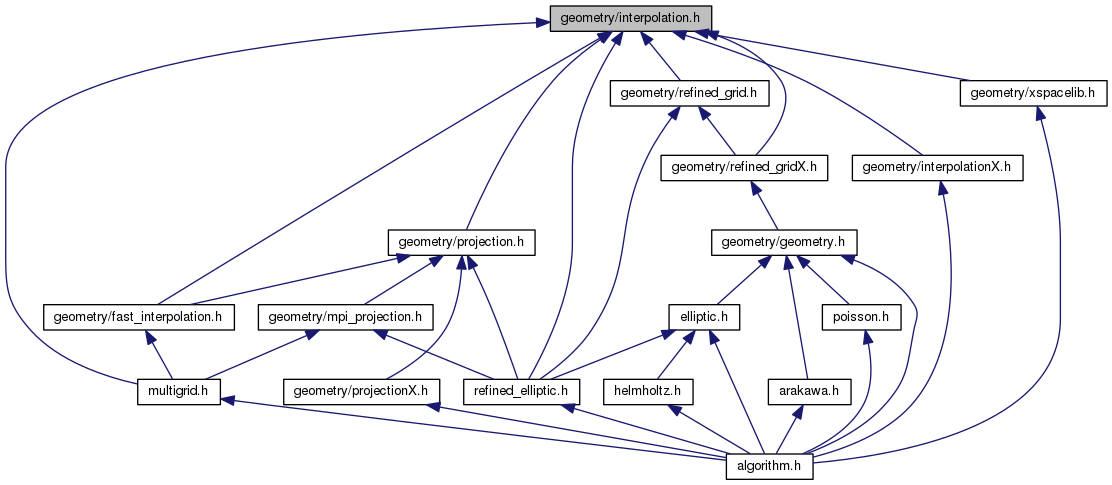 geometry/interpolation.h
geometry/refined_grid.h
geometry/xspacelib.h
geometry/refined_gridX.h
geometry/interpolationX.h
geometry/projection.h
geometry/geometry.h
geometry/fast_interpolation.h
geometry/mpi_projection.h
elliptic.h
poisson.h
multigrid.h
geometry/projectionX.h
refined_elliptic.h
helmholtz.h
arakawa.h
algorithm.h